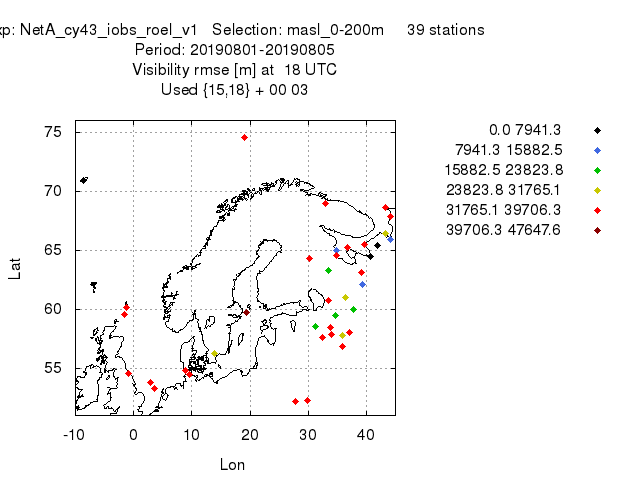 xp: NetA_cy43_iobs_roel_v1 Selection: masl_0-200m 39 stations
Period: 20190801-20190805
Visibility rmse [m] at 18 UTC
Used {15,18} + 00 03
0.0 7941.3
7941.3 15882.5
15882.5 23823.8
23823.8 31765.1
31765.1 39706.3
39706.3 47647.6
75
70
65
60
55
Lat
-10 0 10 20 30 40
Lon